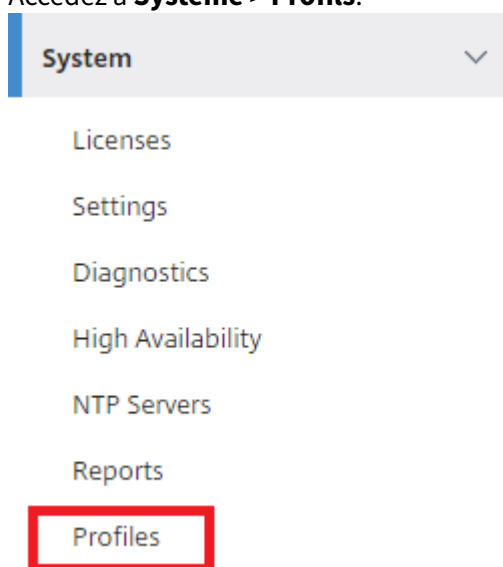 Accédez à Système > Profils.
System
Licenses
Settings
Diagnostics
High Availability
NTP Servers
Reports
Profiles